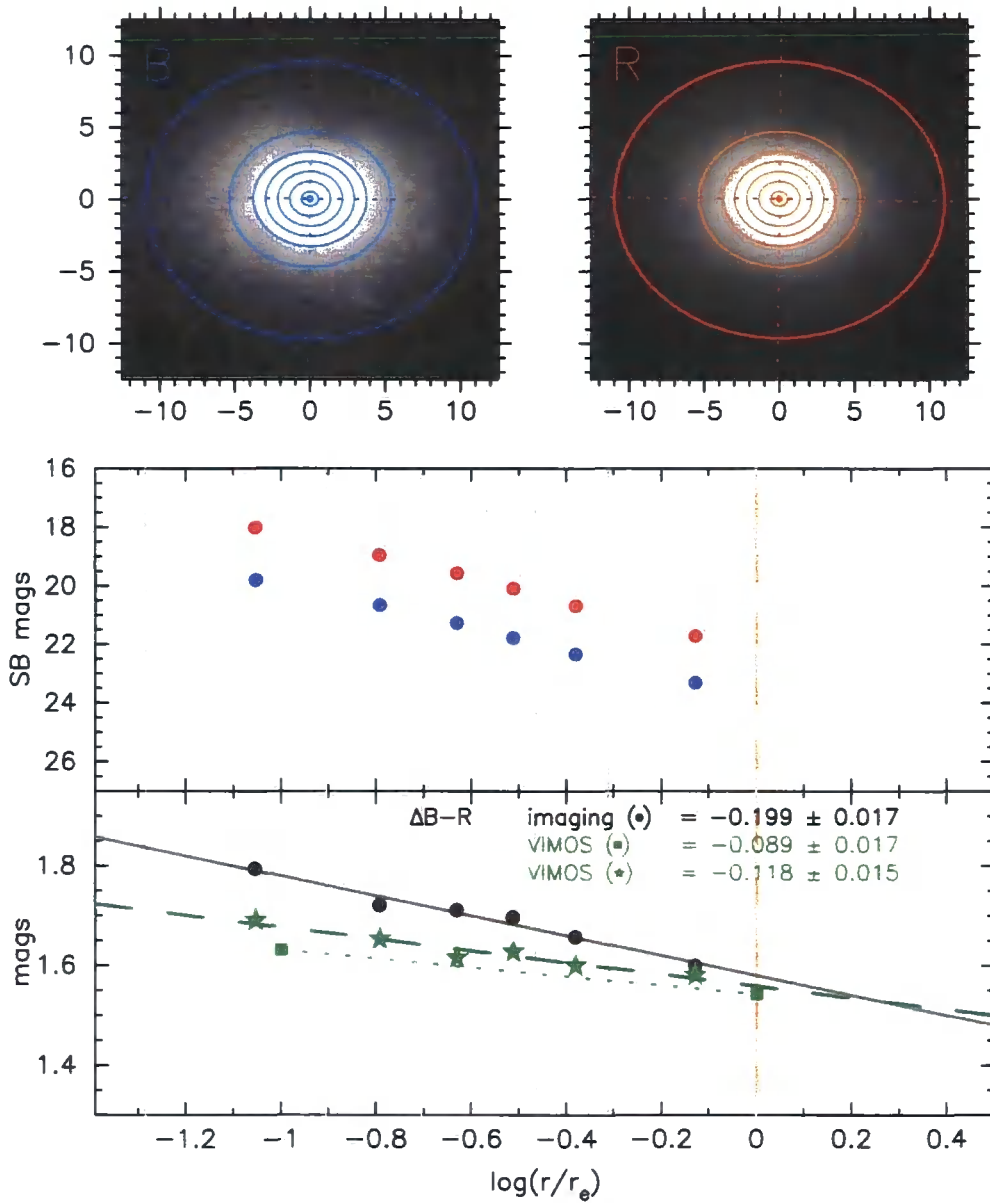 B
R
10
5
0
−5
−10
−10 −5 0 5 10
−10 −5 0 5 10
16
18
20
22
24
26
SB mags
ΔB−R imaging (●) = −0.199 ± 0.017
VIMOS (■) = −0.089 ± 0.017
VIMOS (★) = −0.118 ± 0.015
1.8
1.6
1.4
mags
−1.2 −1 −0.8 −0.6 −0.4 −0.2 0 0.2 0.4
log(r/re)